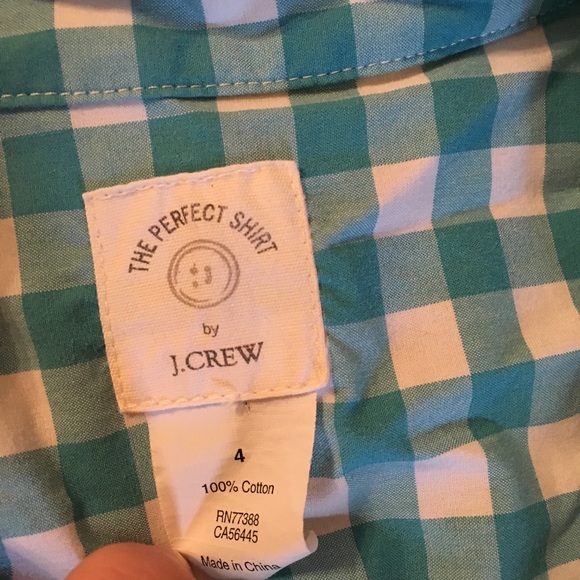 THE PERFECT SHIRT
by
J.CREW
4
100% Cotton
RN77388
CA56445
Made in China